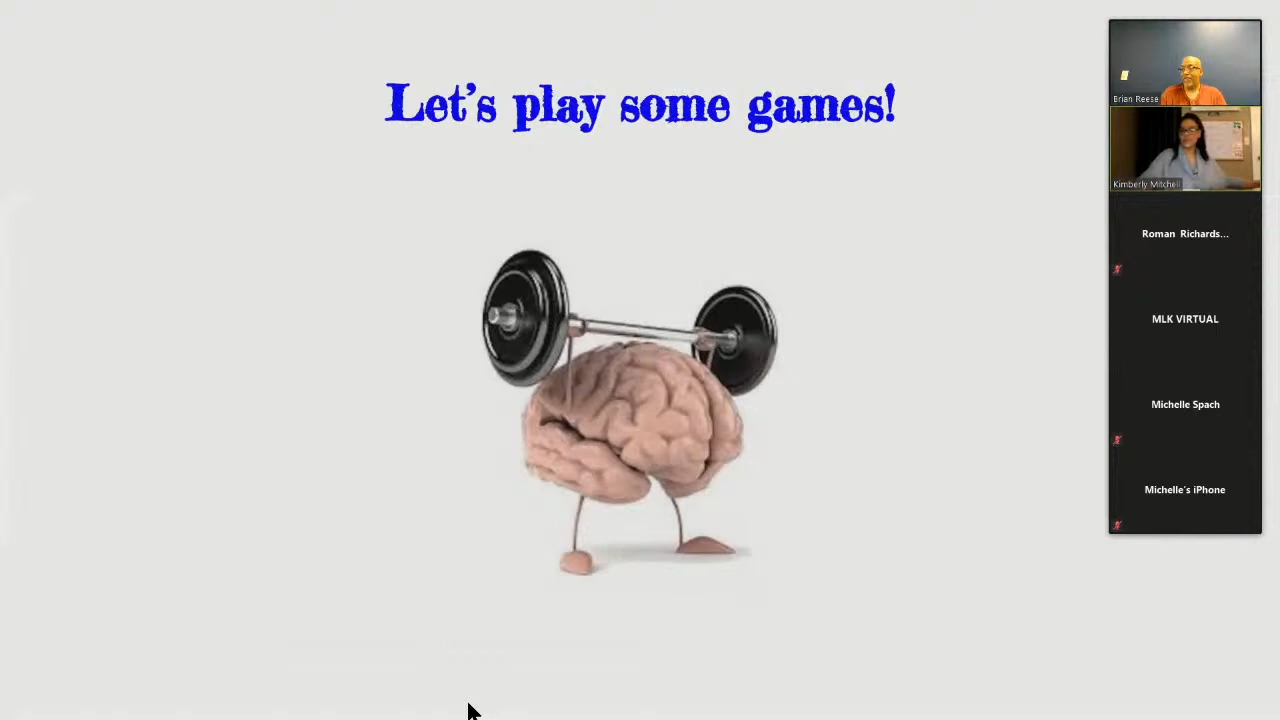 Let's play some games!
Brian Reese
Kimberly Mitchell
Roman Richards...
MLK VIRTUAL
Michelle Spach
Michelle's iPhone